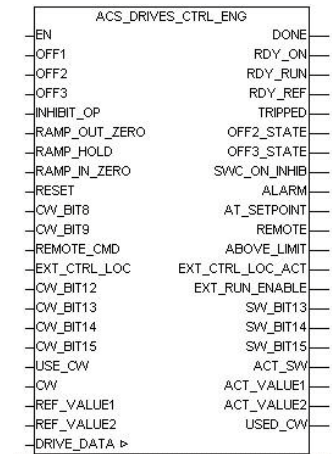 ACS_DRIVES_CTRL_ENG
EN DONE
OFF1 RDY_ON
OFF2 RDY_RUN
OFF3 RDY_REF
INHIBIT_OP TRIPPED
RAMP_OUT_ZERO OFF2_STATE
RAMP_HOLD OFF3_STATE
RAMP_IN_ZERO SWC_ON_INHIB
RESET ALARM
CW_BIT8 AT_SETPOINT
CW_BIT9 REMOTE
REMOTE_CMD ABOVE_LIMIT
EXT_CTRL_LOC EXT_CTRL_LOC_ACT
CW_BIT12 EXT_RUN_ENABLE
CW_BIT13 SW_BIT13
CW_BIT14 SW_BIT14
CW_BIT15 SW_BIT15
USE_CW ACT_SW
CW ACT_VALUE1
REF_VALUE1 ACT_VALUE2
REF_VALUE2 USED_CW
DRIVE_DATA ▷